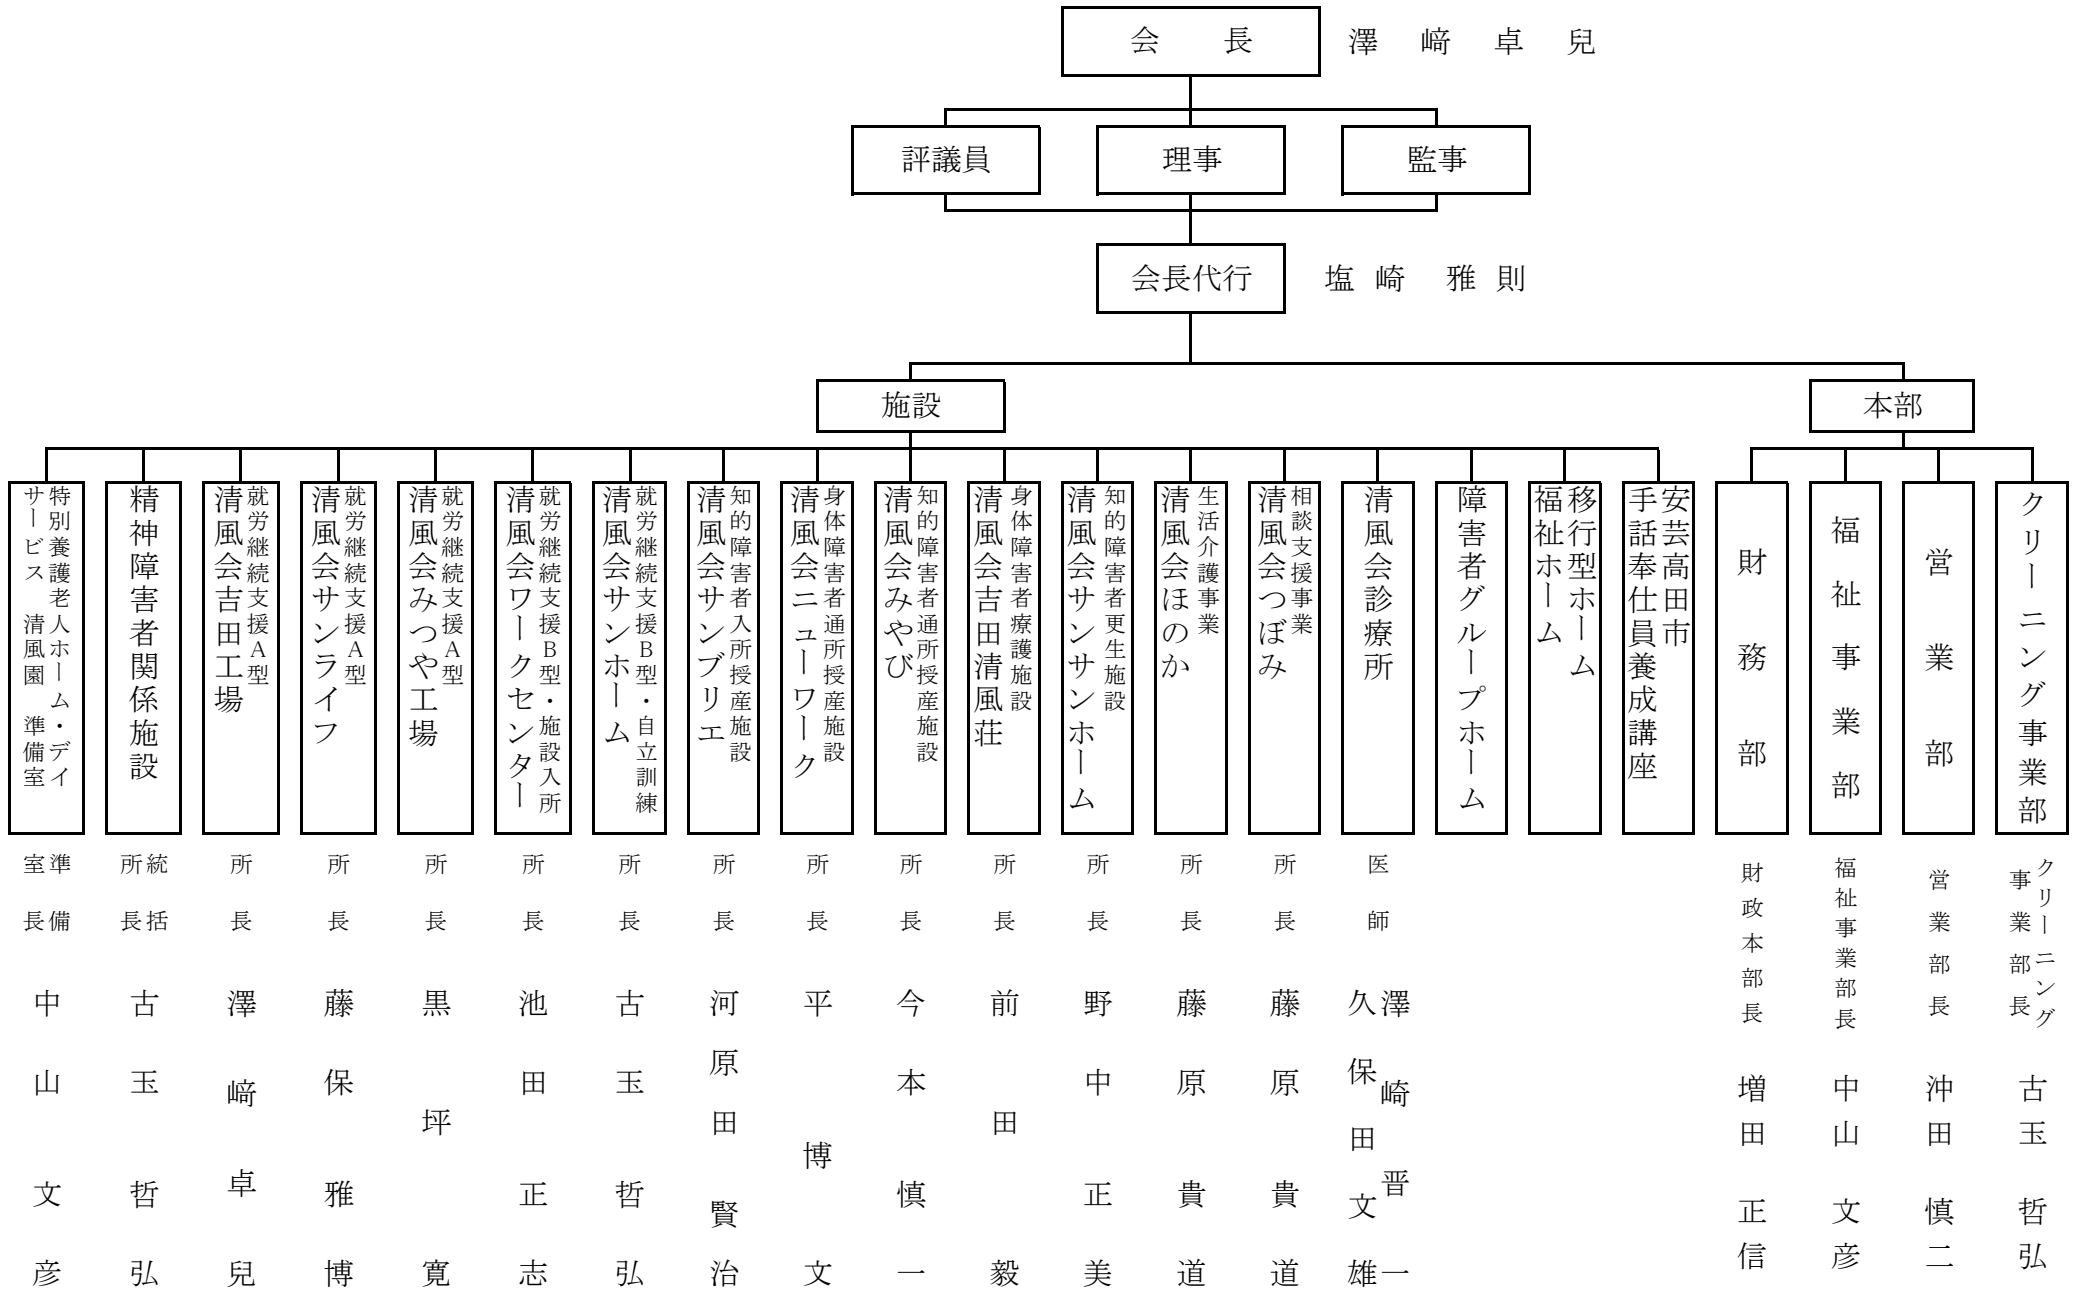 会　長　澤﨑卓兒
評議員
理事
監事
会長代行　塩崎　雅則
施設
本部
特別養護老人ホーム・デイ
サービス　清風園　準備室
精神障害者関係施設
就労継続支援Ａ型
清風会吉田工場
就労継続支援Ａ型
清風会サンライフ
就労継続支援Ａ型
清風会みつや工場
就労継続支援Ｂ型・施設入所
清風会ワークセンター
就労継続支援Ｂ型・自立訓練
清風会サンホーム
知的障害者入所授産施設
清風会サンブリエ
身体障害者通所授産施設
清風会ニューワーク
知的障害者通所授産施設
清風会みやび
身体障害者療護施設
清風会吉田清風荘
知的障害者更生施設
清風会サンサンホーム
生活介護事業
清風会ほのか
相談支援事業
清風会つぼみ
清風会診療所
障害者グループホーム
移行型ホーム
福祉ホーム
安芸高田市
手話奉仕員養成講座
財務部
福祉事業部
営業部
クリーニング事業部
準備
室長
中山文彦
統括
所長
古玉哲弘
所長
澤﨑卓兒
所長
藤保雅博
所長
黒坪寛
所長
池田正志
所長
古玉哲弘
所長
河原田賢治
所長
平博文
所長
今本慎一
所長
前田毅
所長
野中正美
所長
藤原貴道
所長
藤原貴道
医師
澤崎晋一
久保田文雄
財政本部長
増田正信
福祉事業部長
中山文彦
営業部長
沖田慎二
クリーニング
事業部長
古玉哲弘